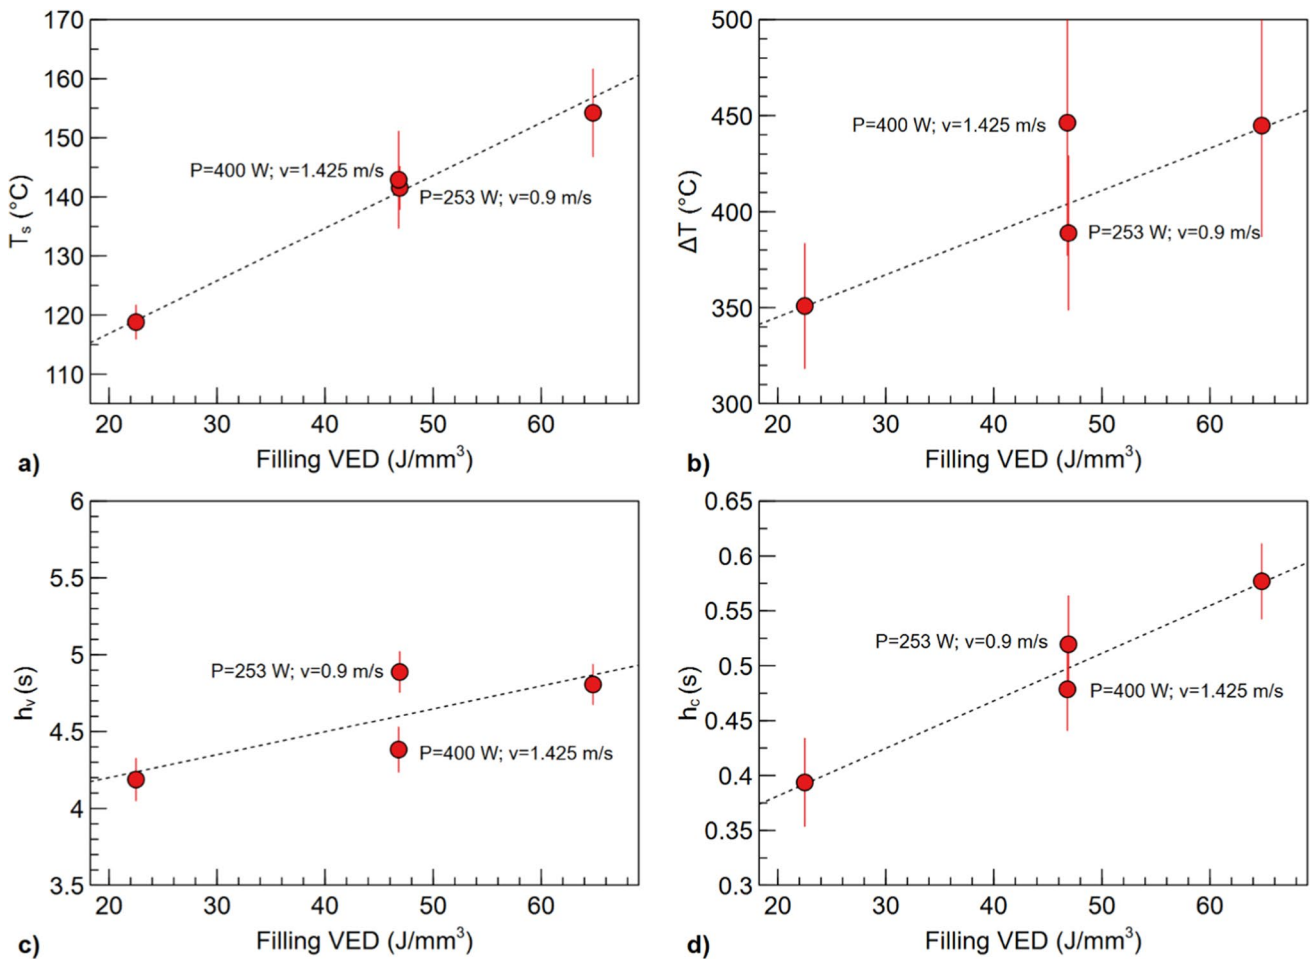 170
160
150
140
130
120
110
T_s (°C)
P=400 W; v=1.425 m/s
P=253 W; v=0.9 m/s
20 30 40 50 60
Filling VED (J/mm³)
a)
500
450
400
350
300
ΔT (°C)
P=400 W; v=1.425 m/s
P=253 W; v=0.9 m/s
20 30 40 50 60
Filling VED (J/mm³)
b)
6
5.5
5
4.5
4
3.5
h_v (s)
P=253 W; v=0.9 m/s
P=400 W; v=1.425 m/s
20 30 40 50 60
Filling VED (J/mm³)
c)
0.65
0.6
0.55
0.5
0.45
0.4
0.35
0.3
h_c (s)
P=253 W; v=0.9 m/s
P=400 W; v=1.425 m/s
20 30 40 50 60
Filling VED (J/mm³)
d)